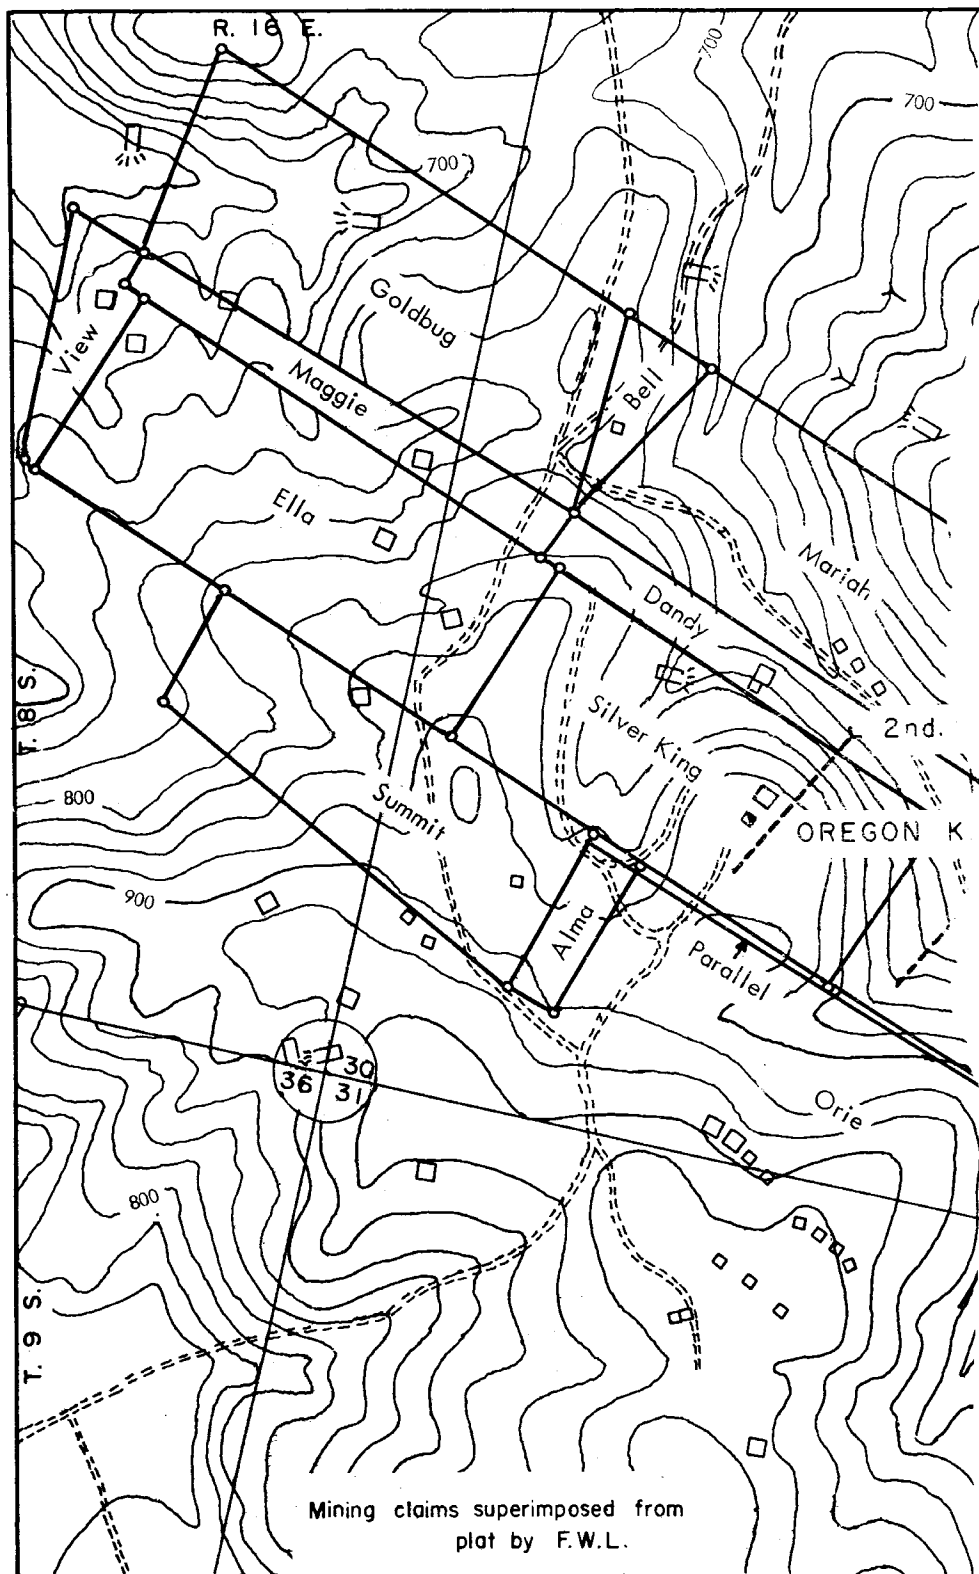 R. 16 E.
700
700
700
Goldbug
View
Maggie
Bell
Ella
Mariah
Dandy
T. 8 S.
Silver King
2nd.
800
Summit
OREGON K
900
Alma
Parallel
36 30
31
Orie
800
T. 9 S.
Mining claims superimposed from
plat by F.W.L.